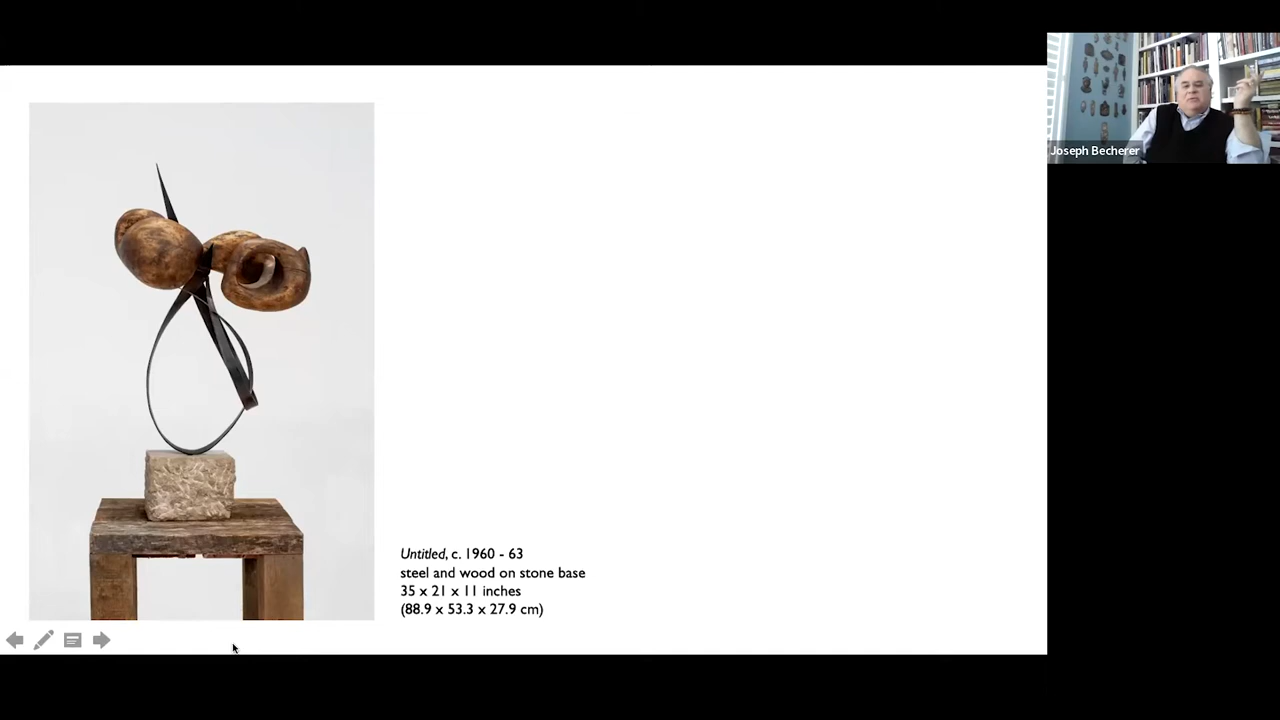 Joseph Becherer
Untitled, c. 1960 - 63
steel and wood on stone base
35 x 21 x 11 inches
(88.9 x 53.3 x 27.9 cm)